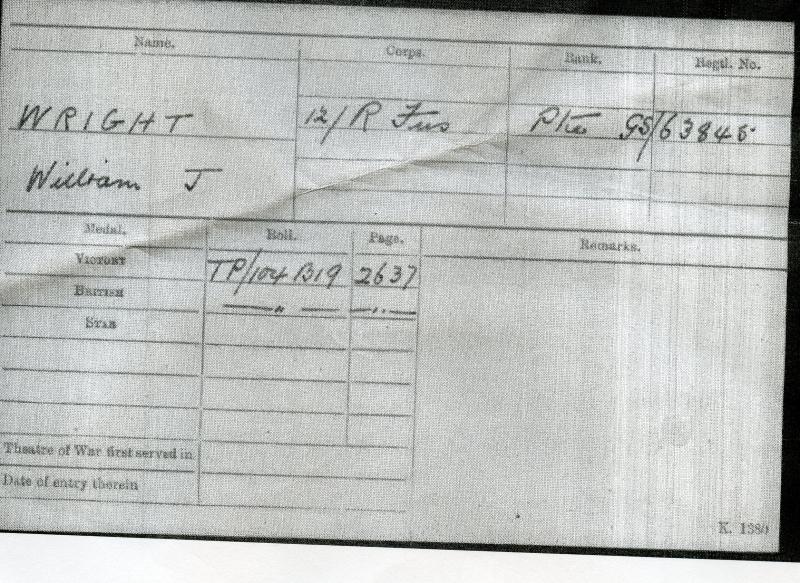 Name. Corps. Rank. Regtl. No.
WRIGHT 12/R Fus Pte GS/63845
William J
Medal. Roll. Page. Remarks.
VICTORY TP/104 B19 2637
BRITISH — " — — " —
STAR
Theatre of War first served in
Date of entry therein
K. 1380